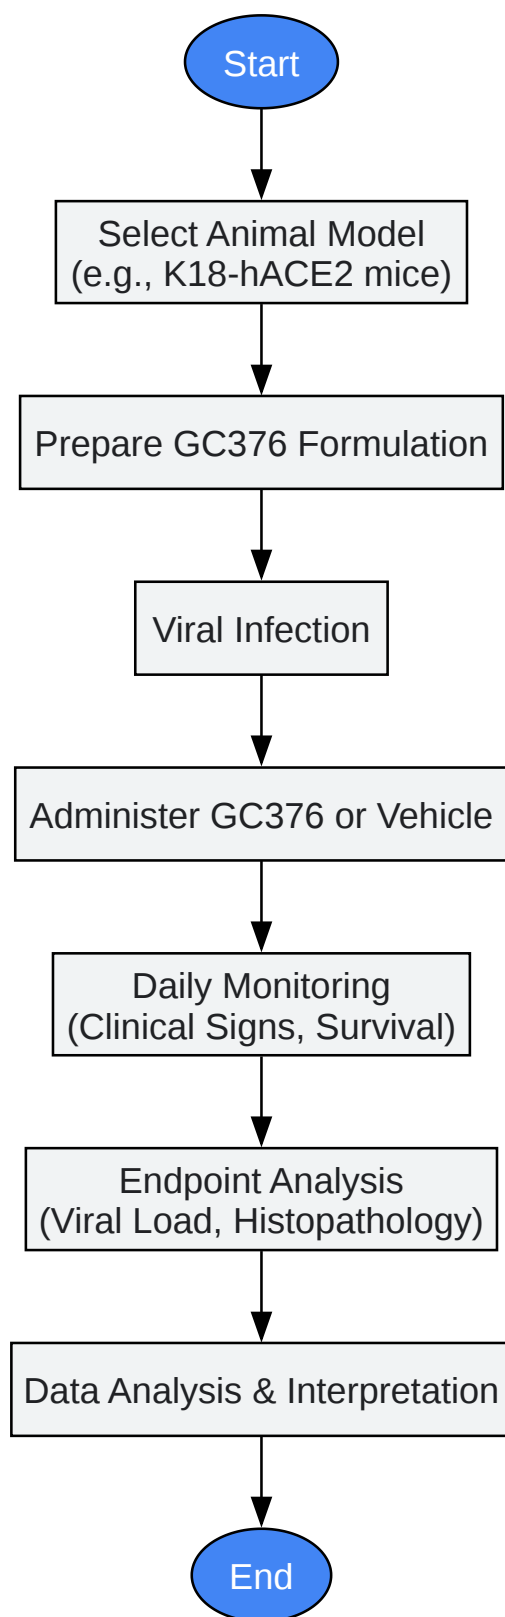 Start
Select Animal Model
(e.g., K18-hACE2 mice)
Prepare GC376 Formulation
Viral Infection
Administer GC376 or Vehicle
Daily Monitoring
(Clinical Signs, Survival)
Endpoint Analysis
(Viral Load, Histopathology)
Data Analysis & Interpretation
End